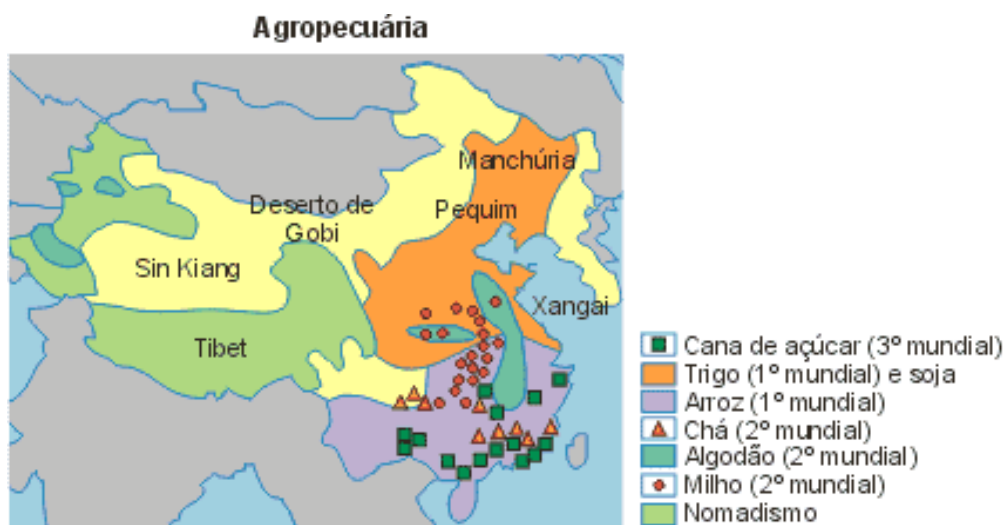 Agropecuária
Manchúria
Deserto de
Gobi
Pequim
Sin Kiang
Xangai
Tibet
Cana de açúcar (3º mundial)
Trigo (1º mundial) e soja
Arroz (1º mundial)
Chá (2º mundial)
Algodão (2º mundial)
Milho (2º mundial)
Nomadismo